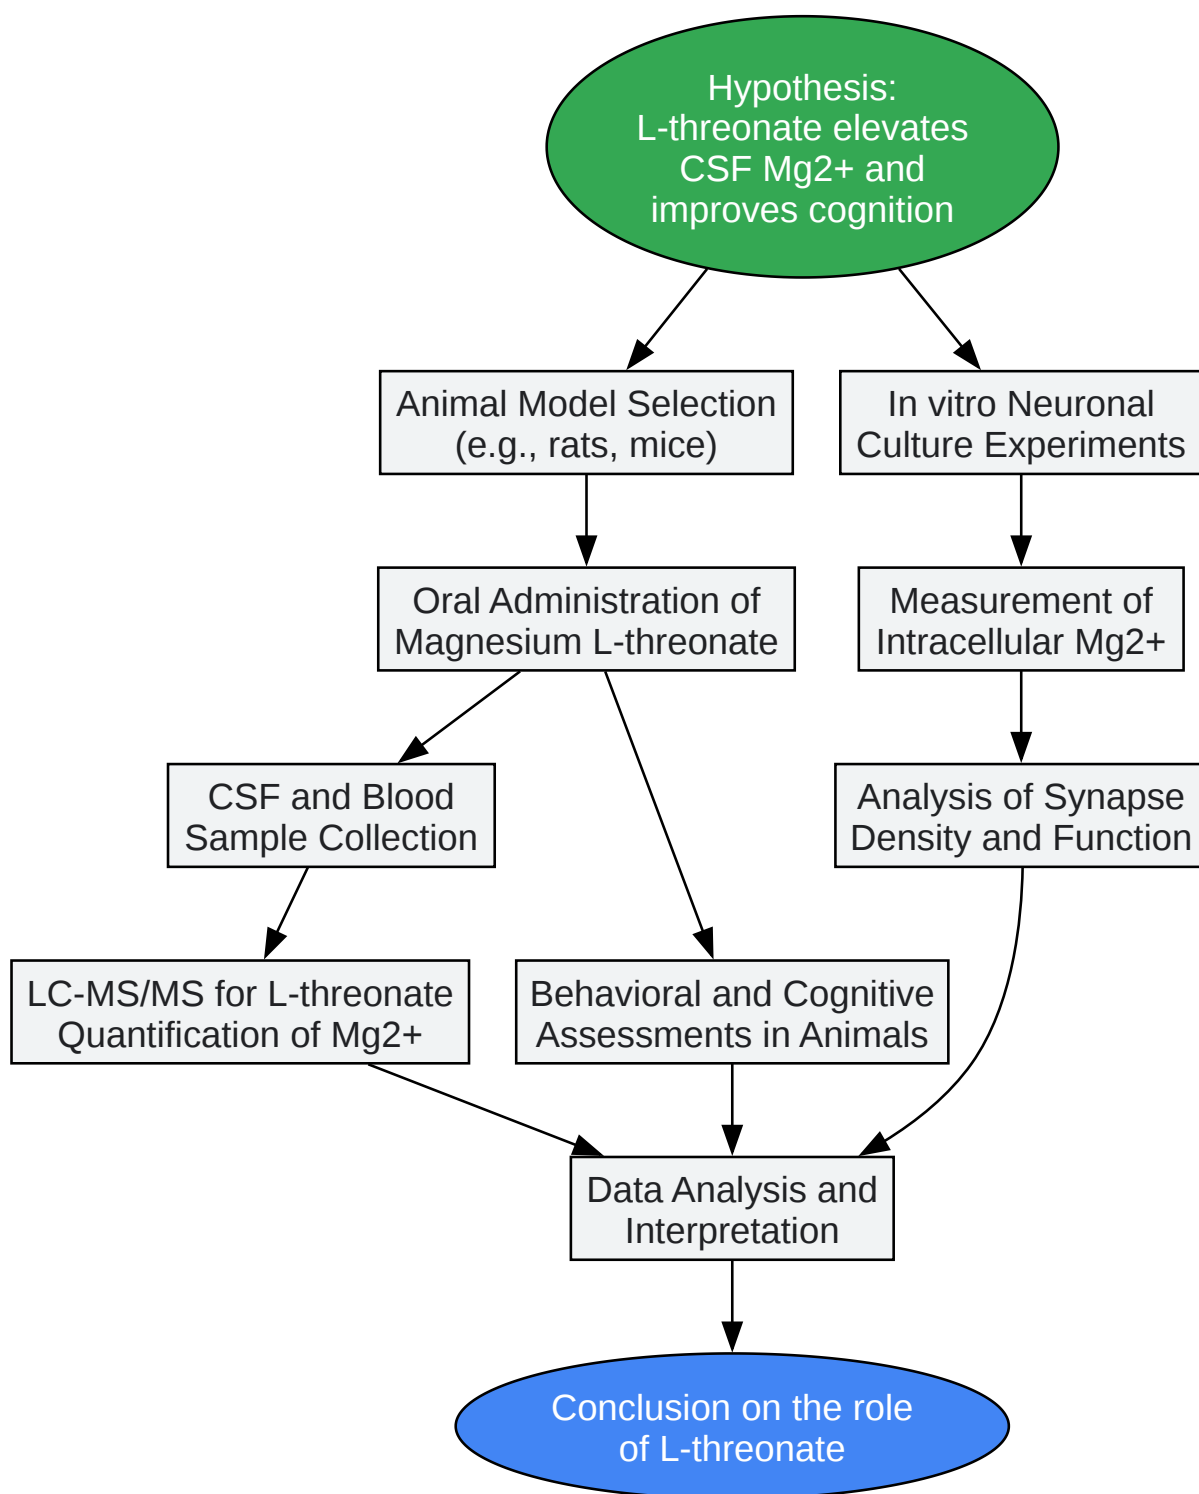 Hypothesis:
L-threonate elevates
CSF Mg2+ and
improves cognition
Animal Model Selection
(e.g., rats, mice)
In vitro Neuronal
Culture Experiments
Oral Administration of
Magnesium L-threonate
Measurement of
Intracellular Mg2+
CSF and Blood
Sample Collection
Analysis of Synapse
Density and Function
LC-MS/MS for L-threonate
Quantification of Mg2+
Behavioral and Cognitive
Assessments in Animals
Data Analysis and
Interpretation
Conclusion on the role
of L-threonate